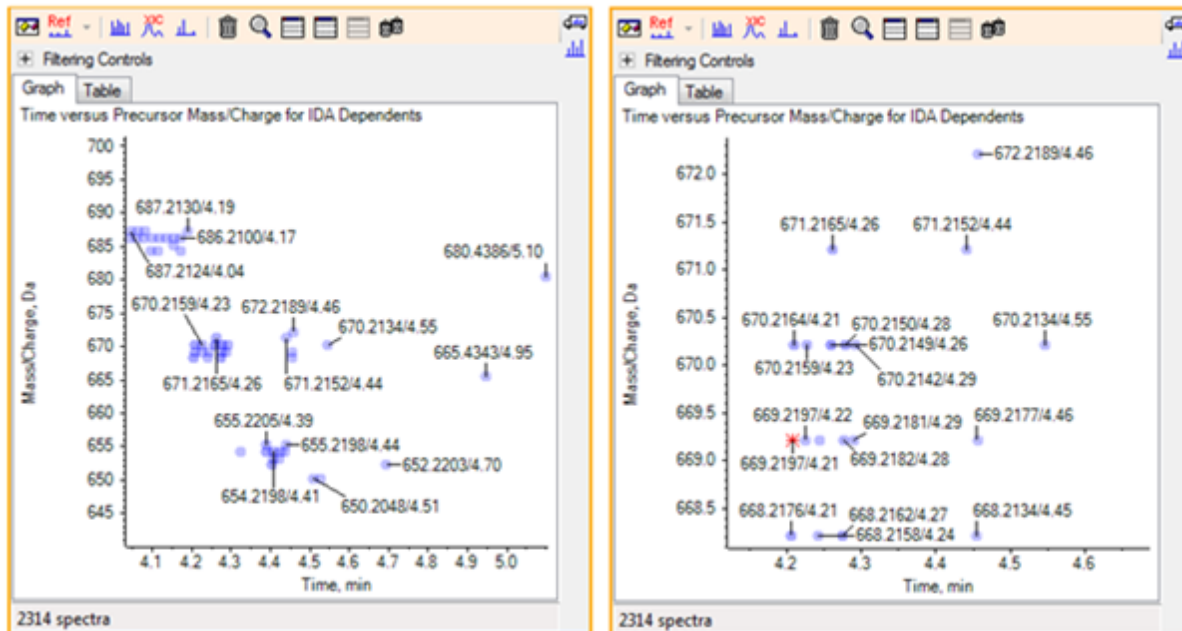 Ref
XIC
Filtering Controls
Graph
Table
Time versus Precursor Mass/Charge for IDA Dependents
Mass/Charge, Da
700
695
690
685
680
675
670
665
660
655
650
645
687.2130/4.19
686.2100/4.17
687.2124/4.04
680.4386/5.10
670.2159/4.23
672.2189/4.46
670.2134/4.55
665.4343/4.95
671.2165/4.26
671.2152/4.44
655.2205/4.39
655.2198/4.44
652.2203/4.70
654.2198/4.41
650.2048/4.51
4.1 4.2 4.3 4.4 4.5 4.6 4.7 4.8 4.9 5.0
Time, min
2314 spectra
Ref
XIC
Filtering Controls
Graph
Table
Time versus Precursor Mass/Charge for IDA Dependents
Mass/Charge, Da
672.0
671.5
671.0
670.5
670.0
669.5
669.0
668.5
672.2189/4.46
671.2165/4.26
671.2152/4.44
670.2164/4.21
670.2150/4.28
670.2134/4.55
670.2149/4.26
670.2159/4.23
670.2142/4.29
669.2197/4.22
669.2181/4.29
669.2177/4.46
669.2197/4.21
669.2182/4.28
668.2176/4.21
668.2162/4.27
668.2134/4.45
668.2158/4.24
4.2 4.3 4.4 4.5 4.6
Time, min
2314 spectra